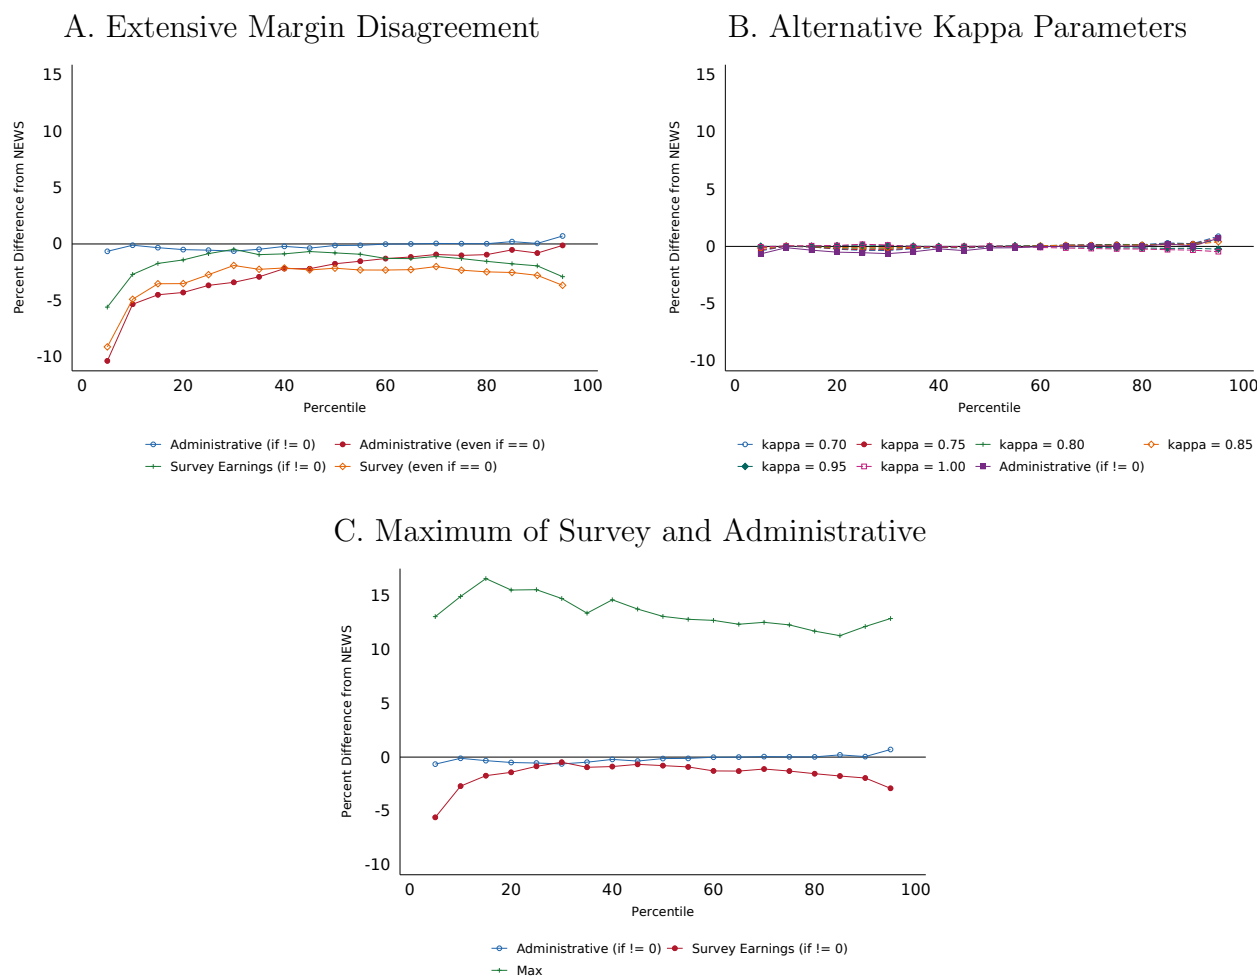 A. Extensive Margin Disagreement
Percent Difference from NEWS
15
10
5
0
-5
-10
0 20 40 60 80 100
Percentile
Administrative (if != 0) Administrative (even if == 0)
Survey Earnings (if != 0) Survey (even if == 0)
B. Alternative Kappa Parameters
Percent Difference from NEWS
15
10
5
0
-5
-10
0 20 40 60 80 100
Percentile
kappa = 0.70 kappa = 0.75 kappa = 0.80 kappa = 0.85
kappa = 0.95 kappa = 1.00 Administrative (if != 0)
C. Maximum of Survey and Administrative
Percent Difference from NEWS
15
10
5
0
-5
-10
0 20 40 60 80 100
Percentile
Administrative (if != 0) Survey Earnings (if != 0)
Max